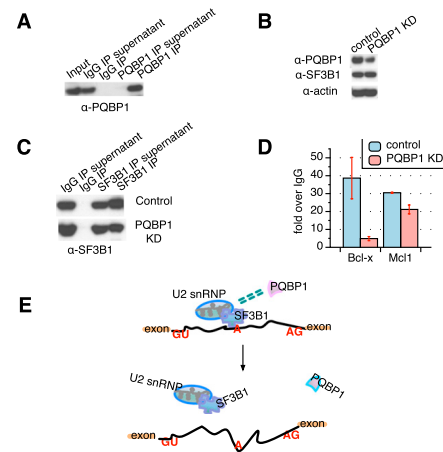 A
Input
IgG IP supernatant
IgG IP
PQBP1 IP supernatant
PQBP1 IP
α-PQBP1
B
control
PQBP1 KD
α-PQBP1
α-SF3B1
α-actin
C
IgG IP supernatant
IgG IP
SF3B1 IP supernatant
SF3B1 IP
Control
PQBP1
KD
α-SF3B1
D
control
PQBP1 KD
fold over IgG
50
40
30
20
10
0
Bcl-x
Mcl1
E
U2 snRNP
PQBP1
SF3B1
exon
GU
A
AG
exon
U2 snRNP
SF3B1
PQBP1
exon
GU
A
AG
exon